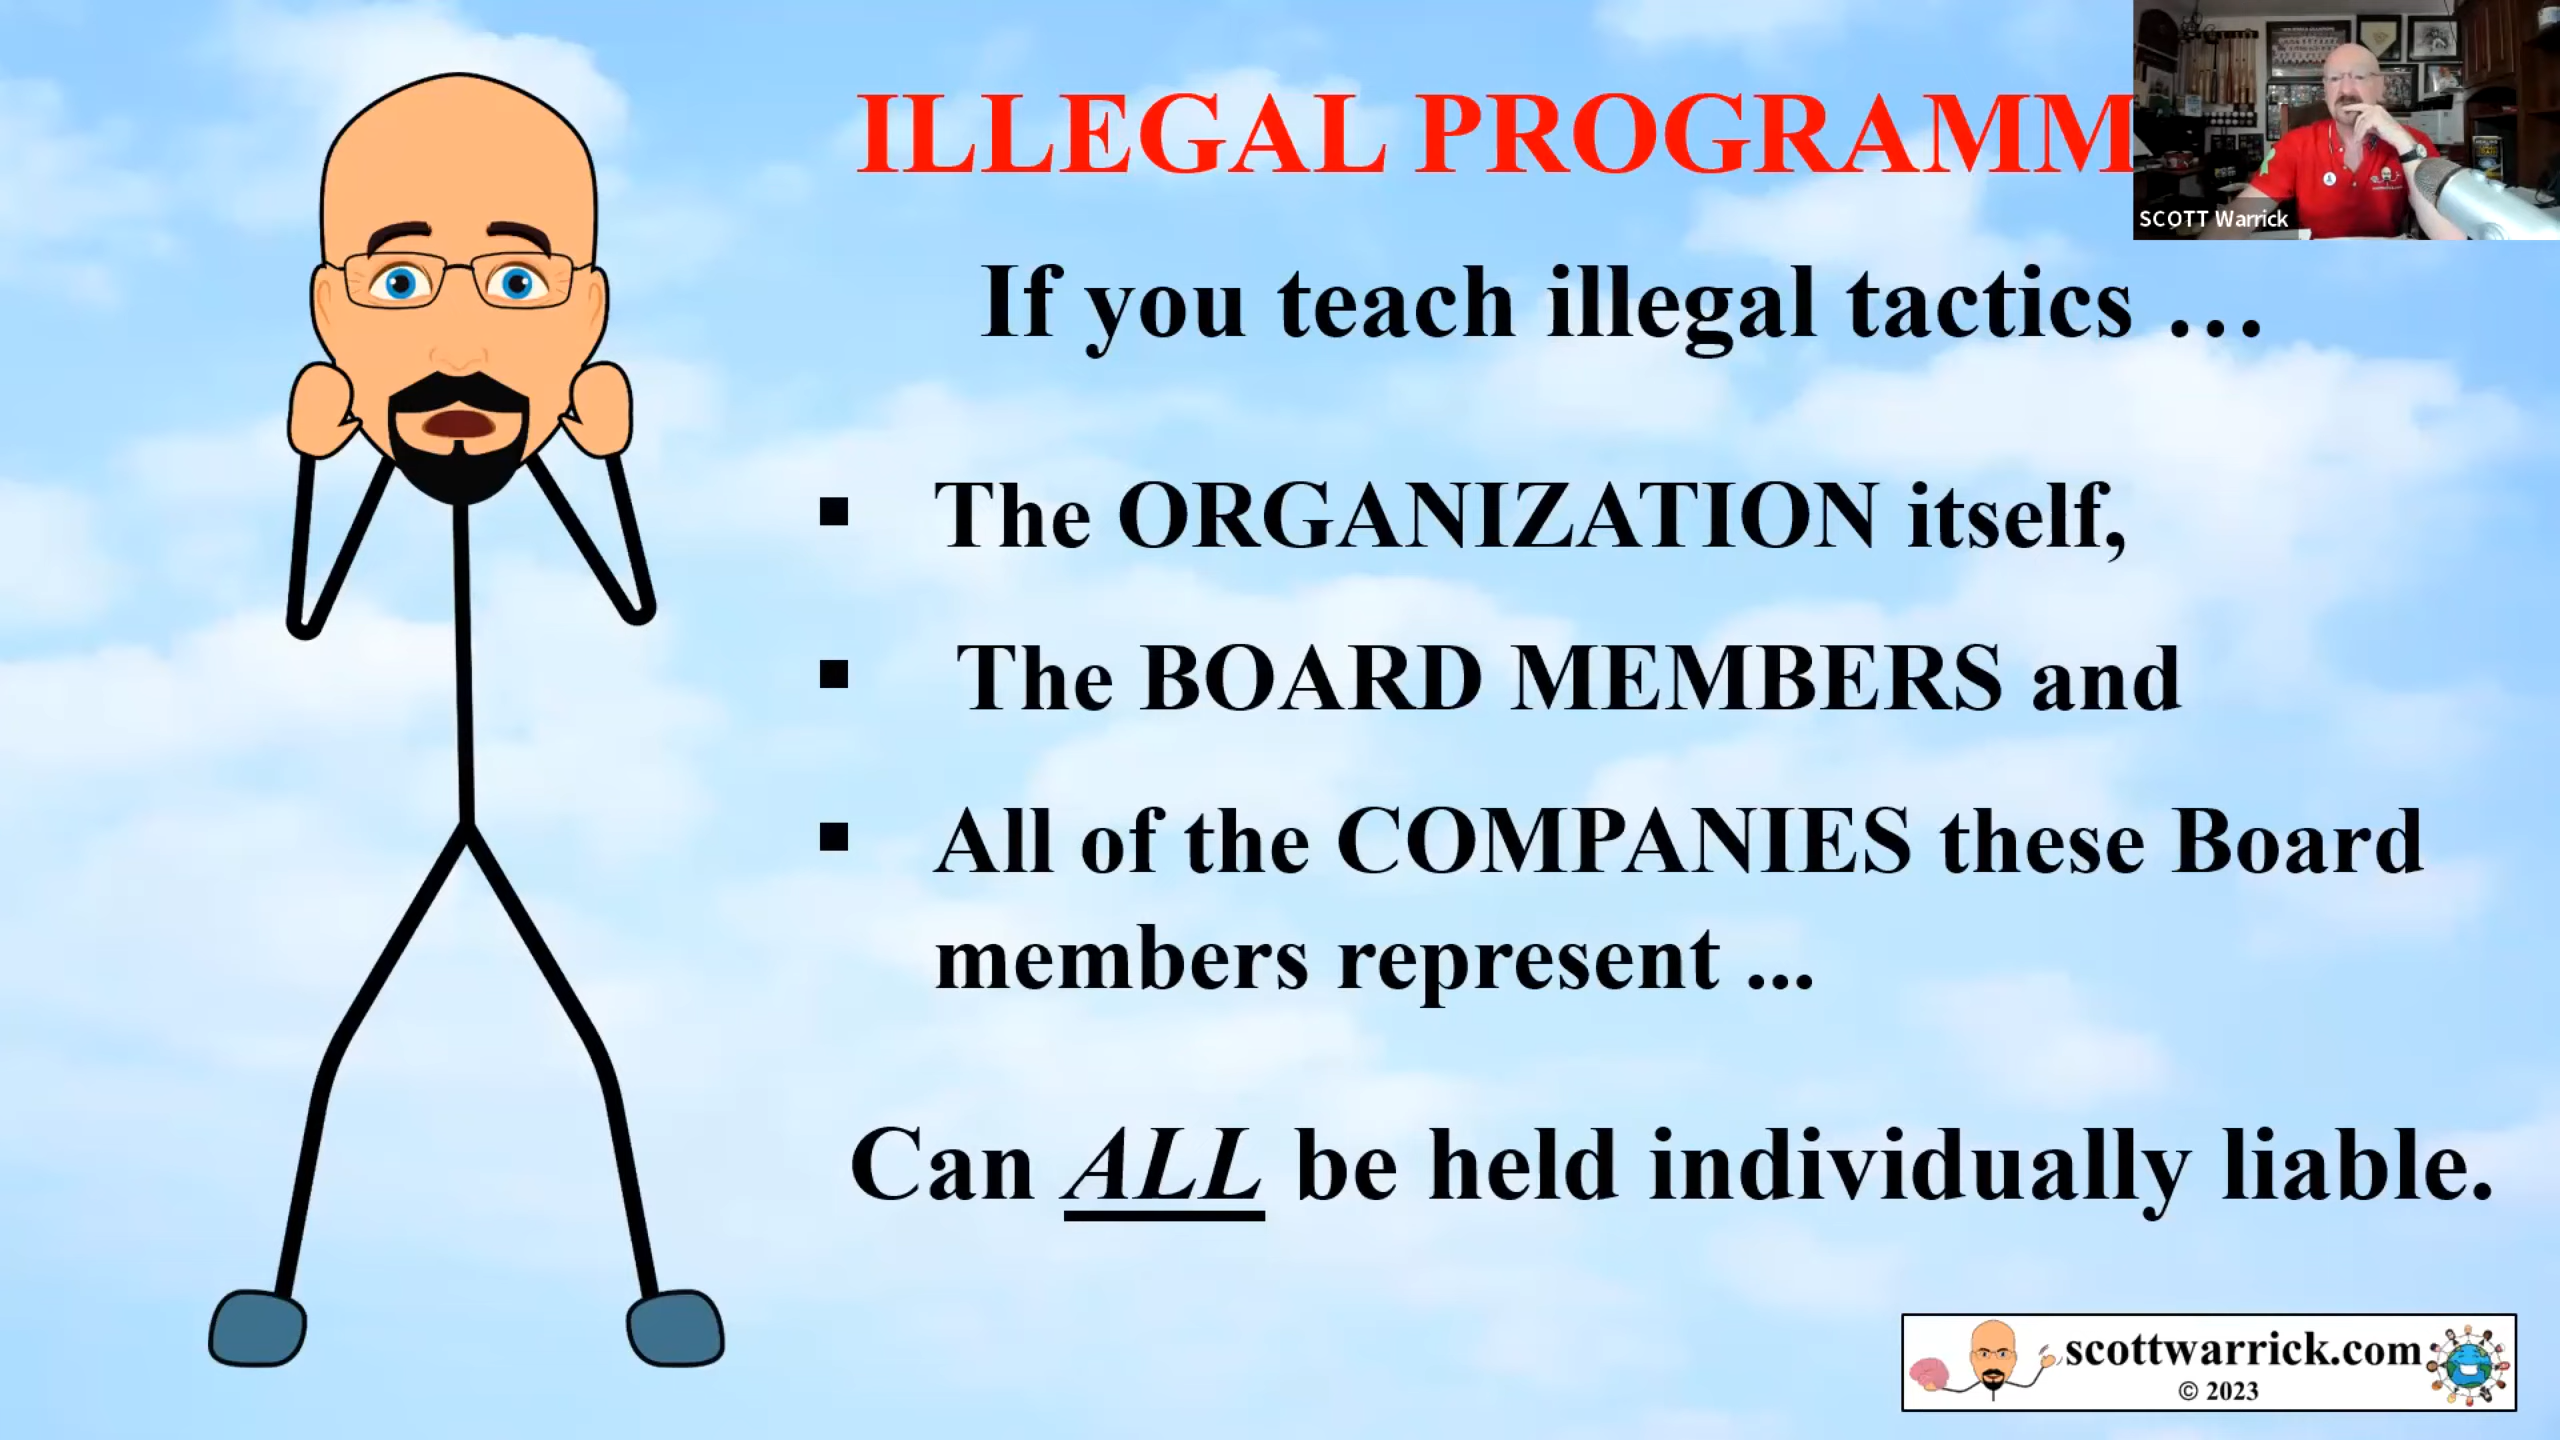 ILLEGAL PROGRAMM
SCOTT Warrick
If you teach illegal tactics …
▪ The ORGANIZATION itself,
▪ The BOARD MEMBERS and
▪ All of the COMPANIES these Board
members represent ...
Can ALL be held individually liable.
scottwarrick.com
© 2023